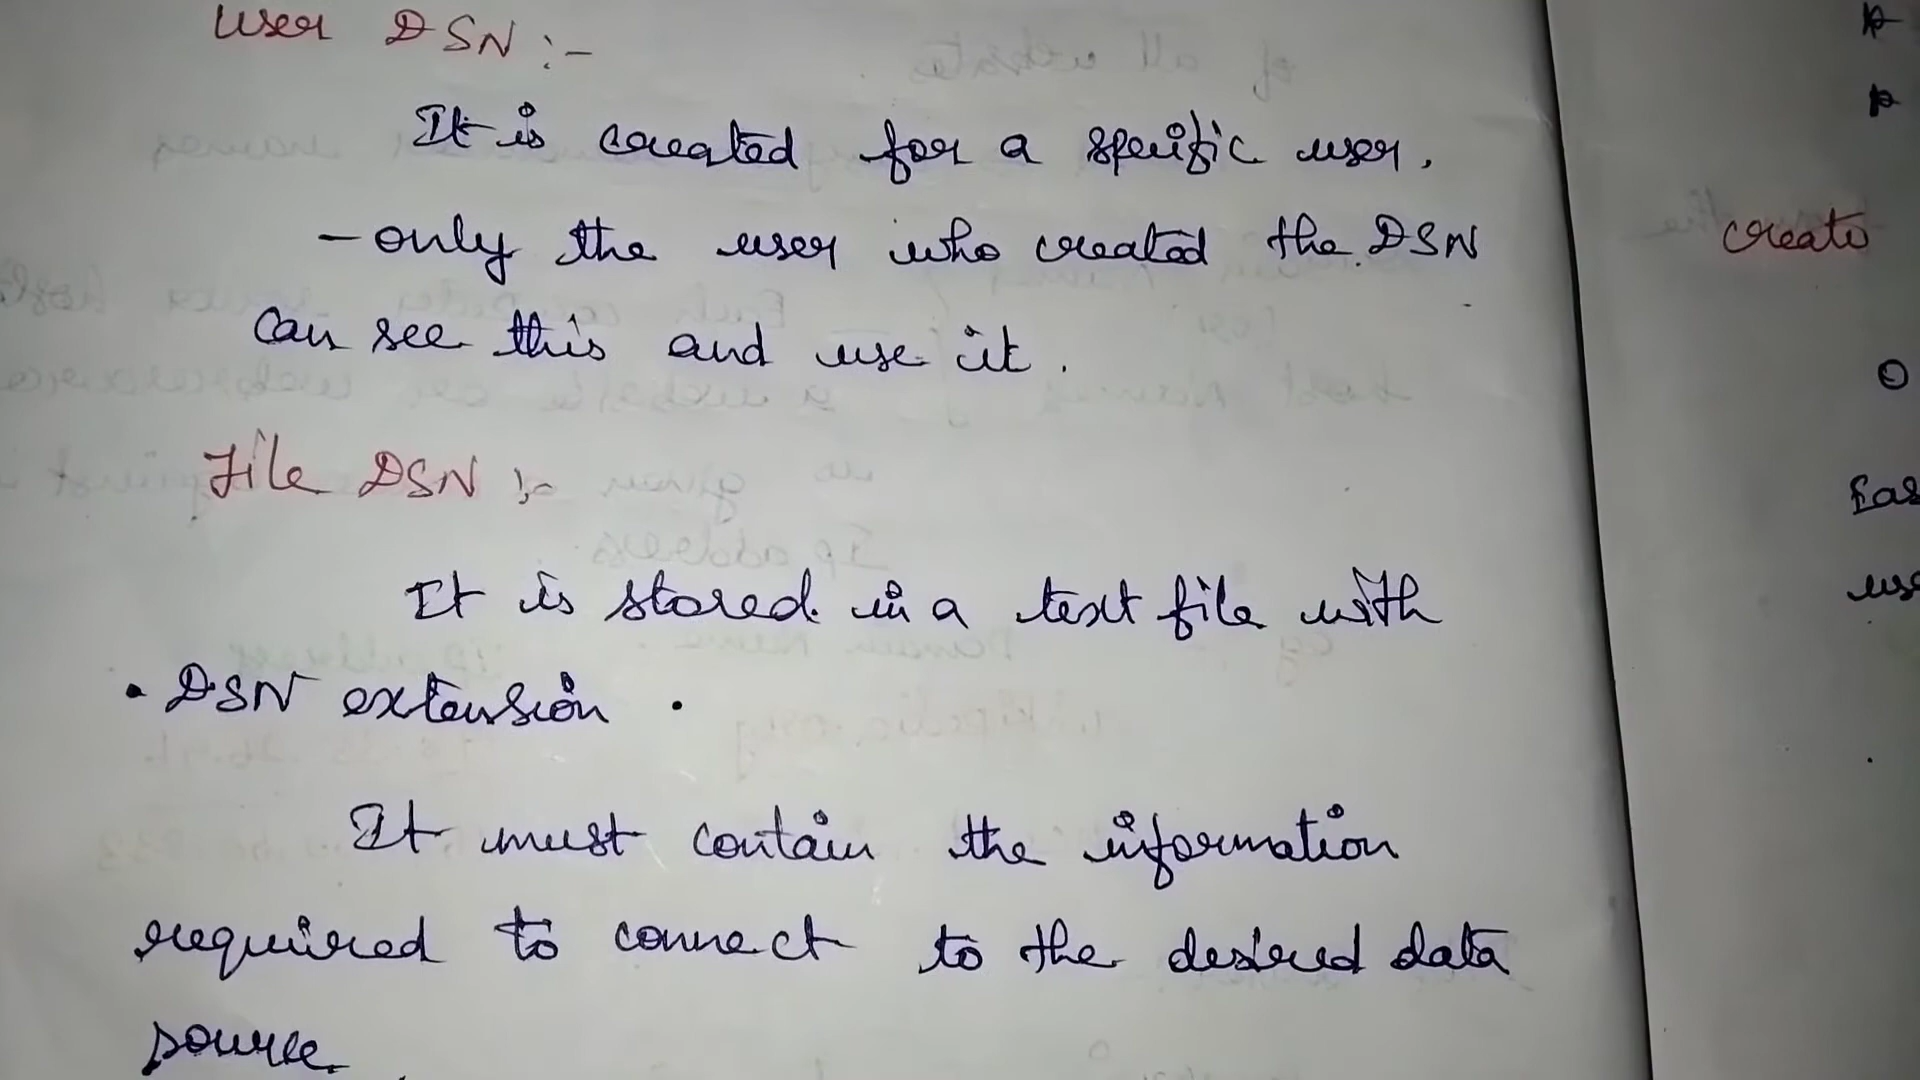 User DSN :-
It is created for a specific user.
- only the user who created the DSN
can see this and use it.
File DSN :-
It is stored in a text file with
. DSN extension .
It must contain the information
required to connect to the desired data
source